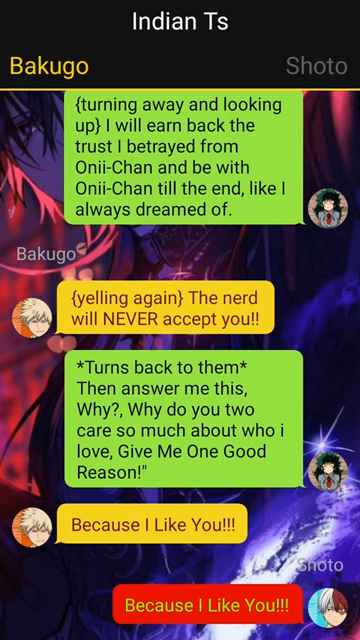 Indian Ts
Bakugo
Shoto
{turning away and looking
up} I will earn back the
trust I betrayed from
Onii-Chan and be with
Onii-Chan till the end, like I
always dreamed of.
Bakugo
{yelling again} The nerd
will NEVER accept you!!
*Turns back to them*
Then answer me this,
Why?, Why do you two
care so much about who i
love, Give Me One Good
Reason!"
Because I Like You!!!
Shoto
Because I Like You!!!